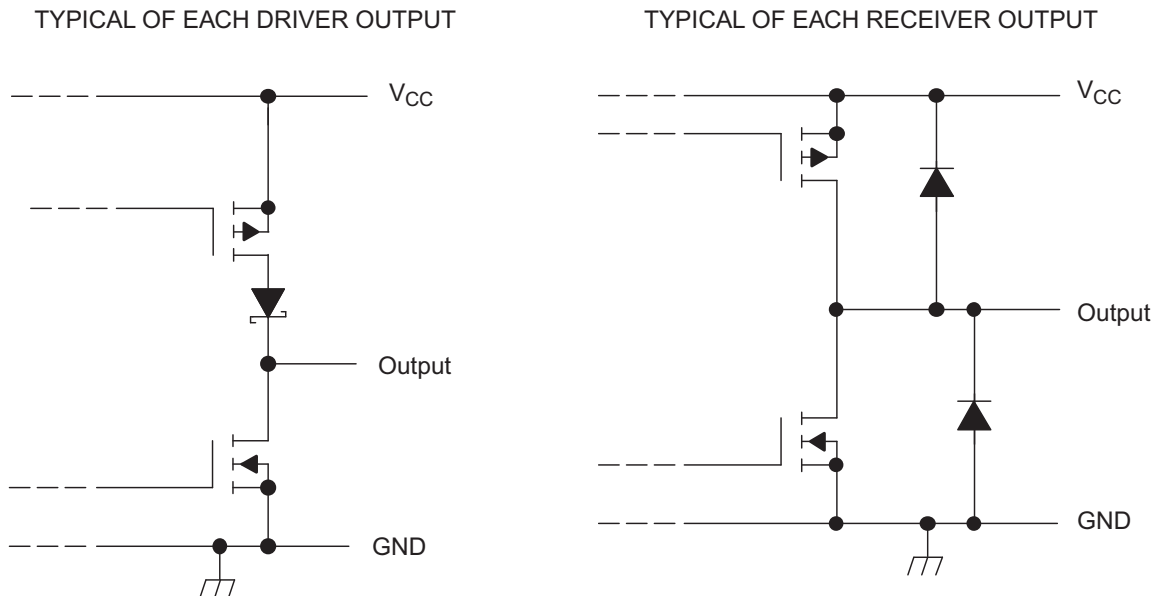 TYPICAL OF EACH DRIVER OUTPUT
VCC
Output
GND
TYPICAL OF EACH RECEIVER OUTPUT
VCC
Output
GND